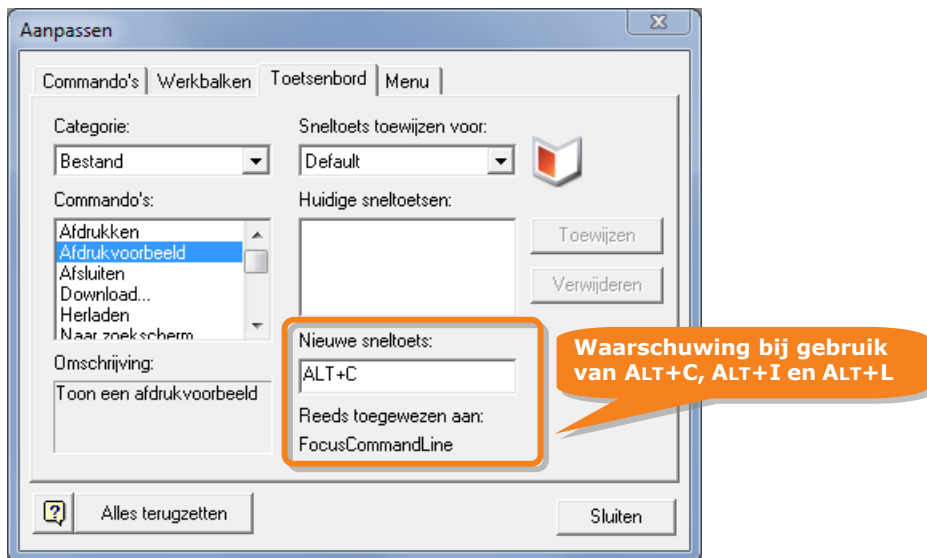 Aanpassen
Commando's Werkbalken Toetsenbord Menu
Categorie:
Bestand
Commando's:
Afdrukken
Afdrukvoorbeeld
Afsluiten
Download...
Herladen
Naar zoekscherm
Omschrijving:
Toon een afdrukvoorbeeld
Sneltoets toewijzen voor:
Default
Huidige sneltoetsen:
Toewijzen
Verwijderen
Nieuwe sneltoets:
ALT+C
Reeds toegewezen aan:
FocusCommandLine
Waarschuwing bij gebruik
van ALT+C, ALT+I en ALT+L
Alles terugzetten
Sluiten